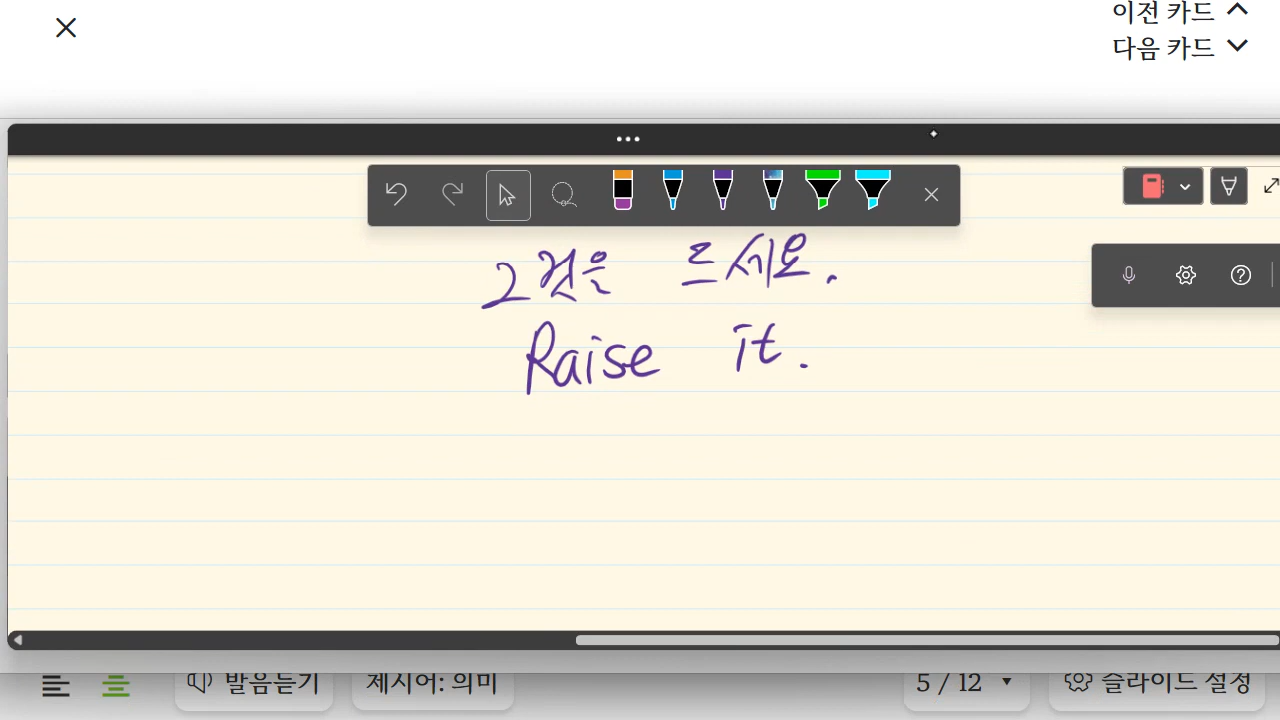 이전 카드
다음 카드
그것은 드세요.
Raise it.
발음듣기 제시어: 의미 5 / 12 슬라이드 설정